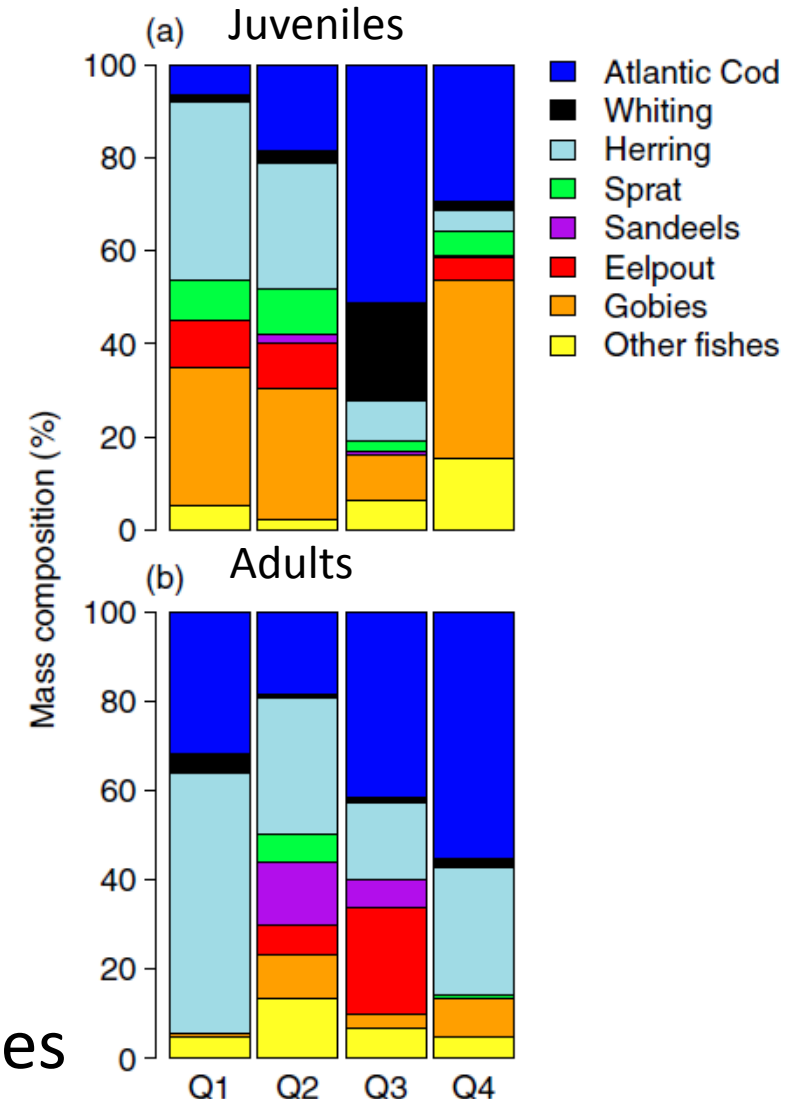 (a) Juveniles
100
80
60
40
20
0
Atlantic Cod
Whiting
Herring
Sprat
Sandeels
Eelpout
Gobies
Other fishes
Mass composition (%)
(b) Adults
100
80
60
40
20
0
Q1 Q2 Q3 Q4
es